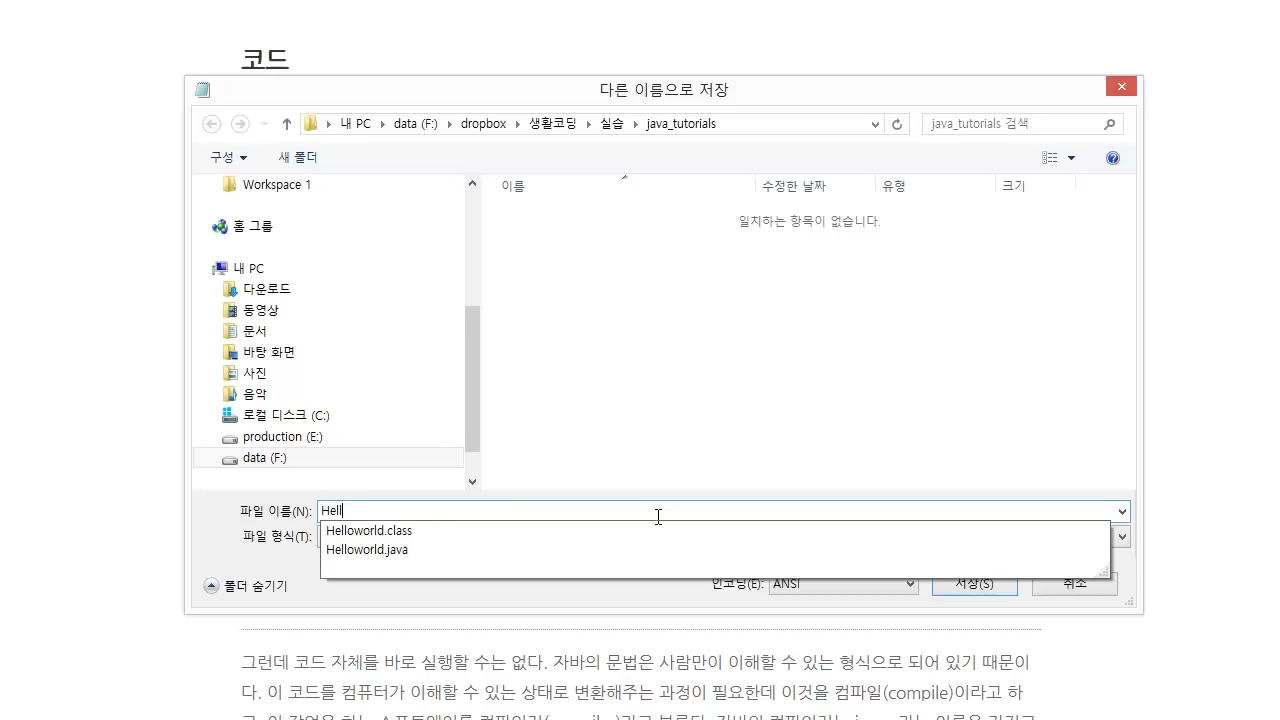 코드
다른 이름으로 저장
내 PC data (F:) dropbox 생활코딩 실습 java_tutorials
java_tutorials 검색
구성 새 폴더
Workspace 1
홈 그룹
내 PC
다운로드
동영상
문서
바탕 화면
사진
음악
로컬 디스크 (C:)
production (E:)
data (F:)
이름 수정한 날짜 유형 크기
일치하는 항목이 없습니다.
파일 이름(N): Hell
파일 형식(T):
Helloworld.class
Helloworld.java
폴더 숨기기
인코딩(E): ANSI 저장(S) 취소
그런데 코드 자체를 바로 실행할 수는 없다. 자바의 문법은 사람만이 이해할 수 있는 형식으로 되어 있기 때문이
다. 이 코드를 컴퓨터가 이해할 수 있는 상태로 변환해주는 과정이 필요한데 이것을 컴파일(compile)이라고 하